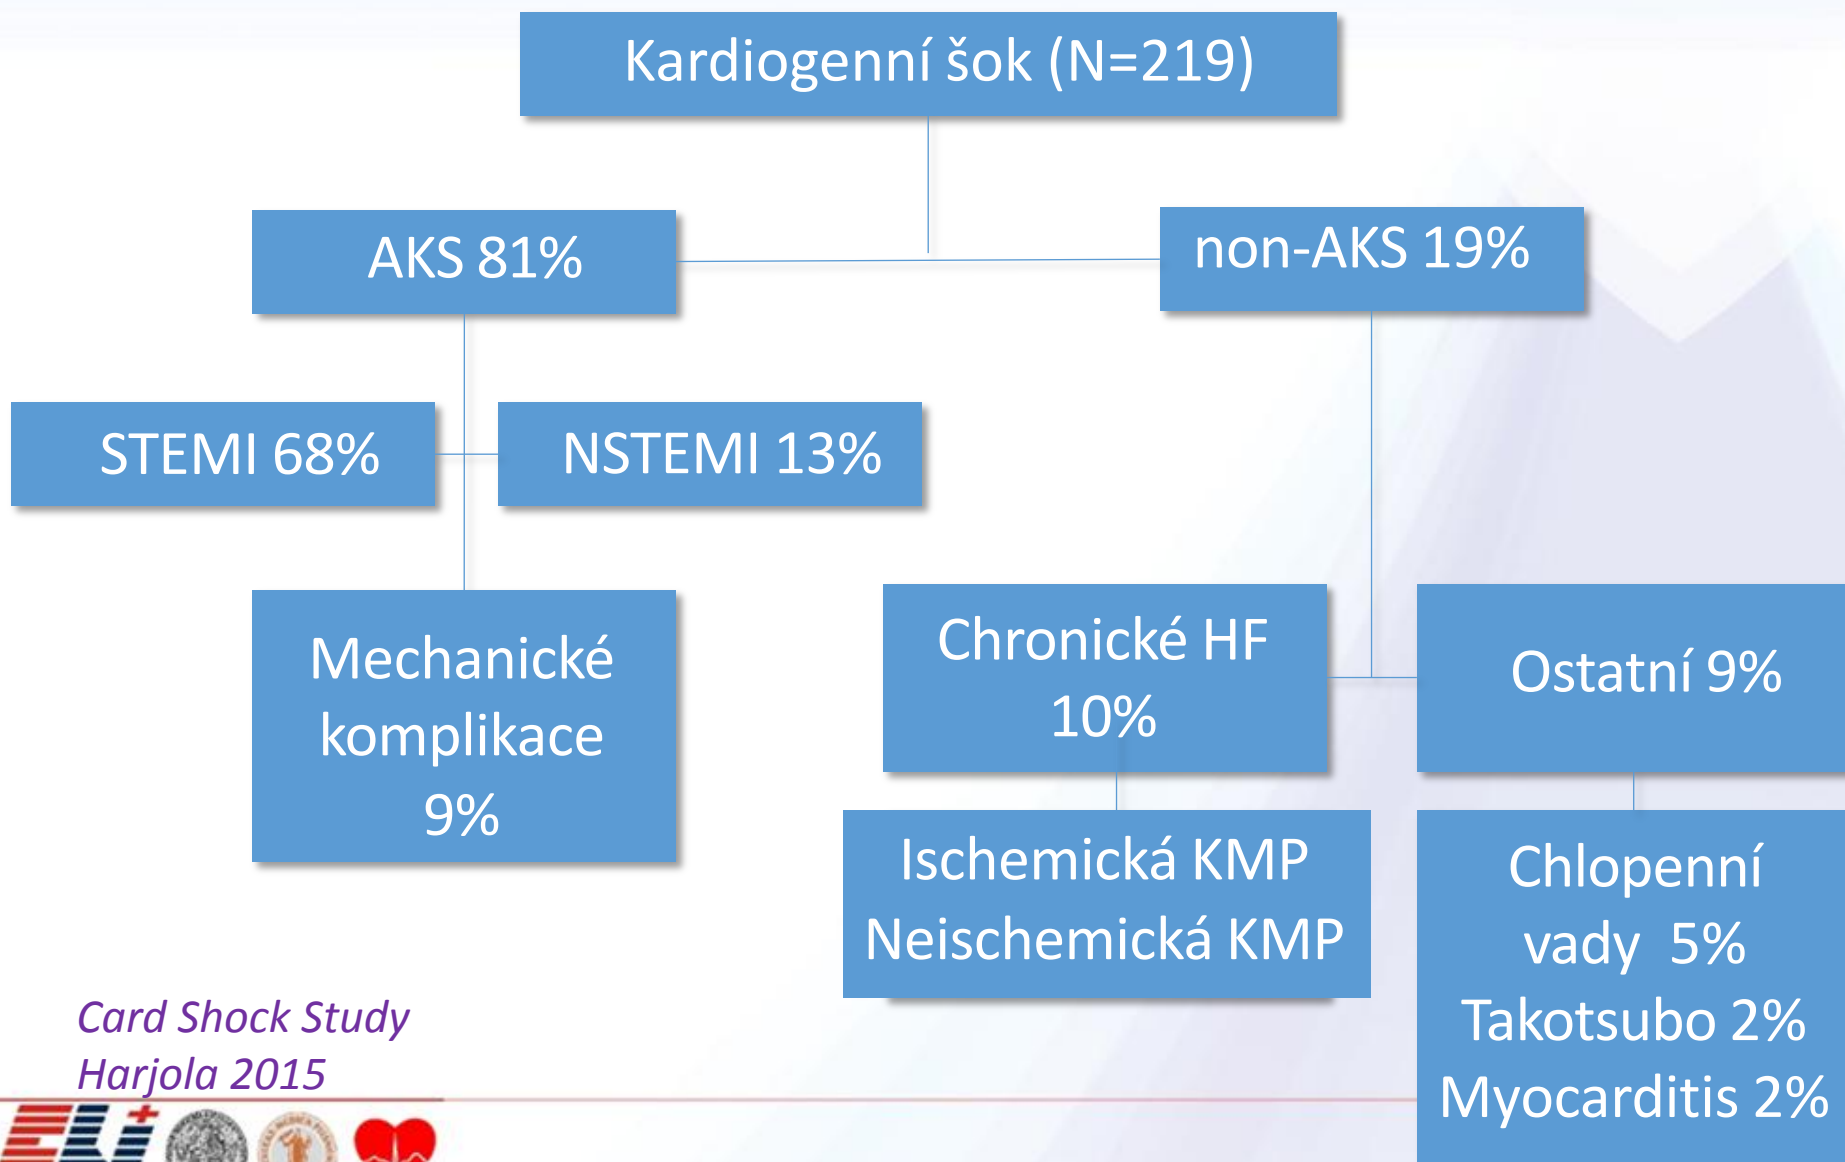 Kardiogenní šok (N=219)
AKS 81%
non-AKS 19%
STEMI 68%
NSTEMI 13%
Mechanické
komplikace
9%
Chronické HF
10%
Ostatní 9%
Ischemická KMP
Neischemická KMP
Chlopenní
vady 5%
Takotsubo 2%
Myocarditis 2%
Card Shock Study
Harjola 2015